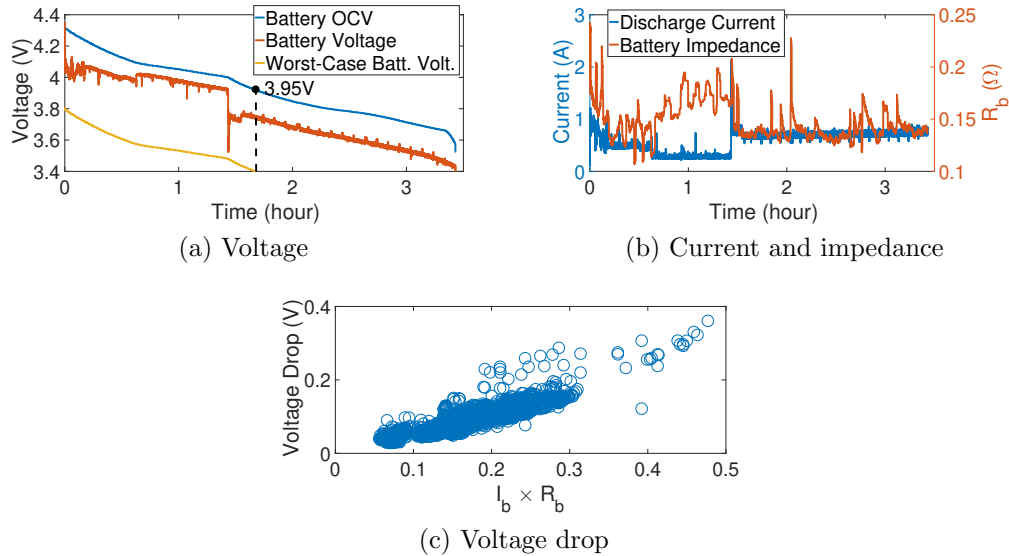 4.4
4.2
4
3.8
3.6
3.4
Voltage (V)
Battery OCV
Battery Voltage
Worst-Case Batt. Volt.
3.95V
0
1
2
3
Time (hour)
(a) Voltage
3
2
1
0
Current (A)
Discharge Current
Battery Impedance
0.25
0.2
0.15
0.1
R_b (Ω)
0
1
2
3
Time (hour)
(b) Current and impedance
0.4
0.2
0
Voltage Drop (V)
0
0.1
0.2
0.3
0.4
0.5
I_b × R_b
(c) Voltage drop